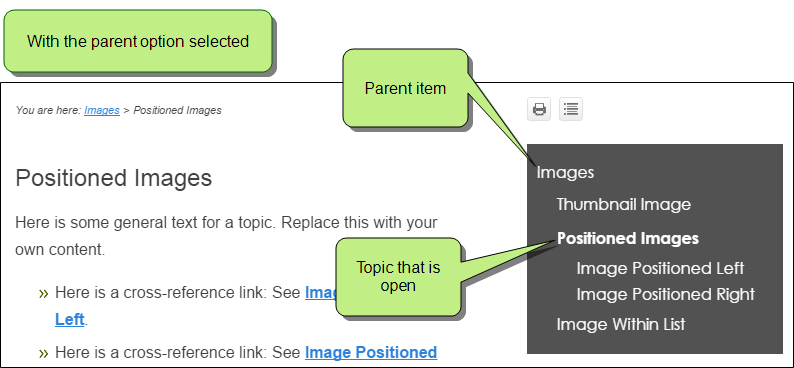 With the parent option selected
Parent item
You are here: Images > Positioned Images
Positioned Images
Here is some general text for a topic. Replace this with your
own content.
» Here is a cross-reference link: See
Left.
» Here is a cross-reference link: See Image Positioned
Topic that is
open
Images
Thumbnail Image
Positioned Images
Image Positioned Left
Image Positioned Right
Image Within List